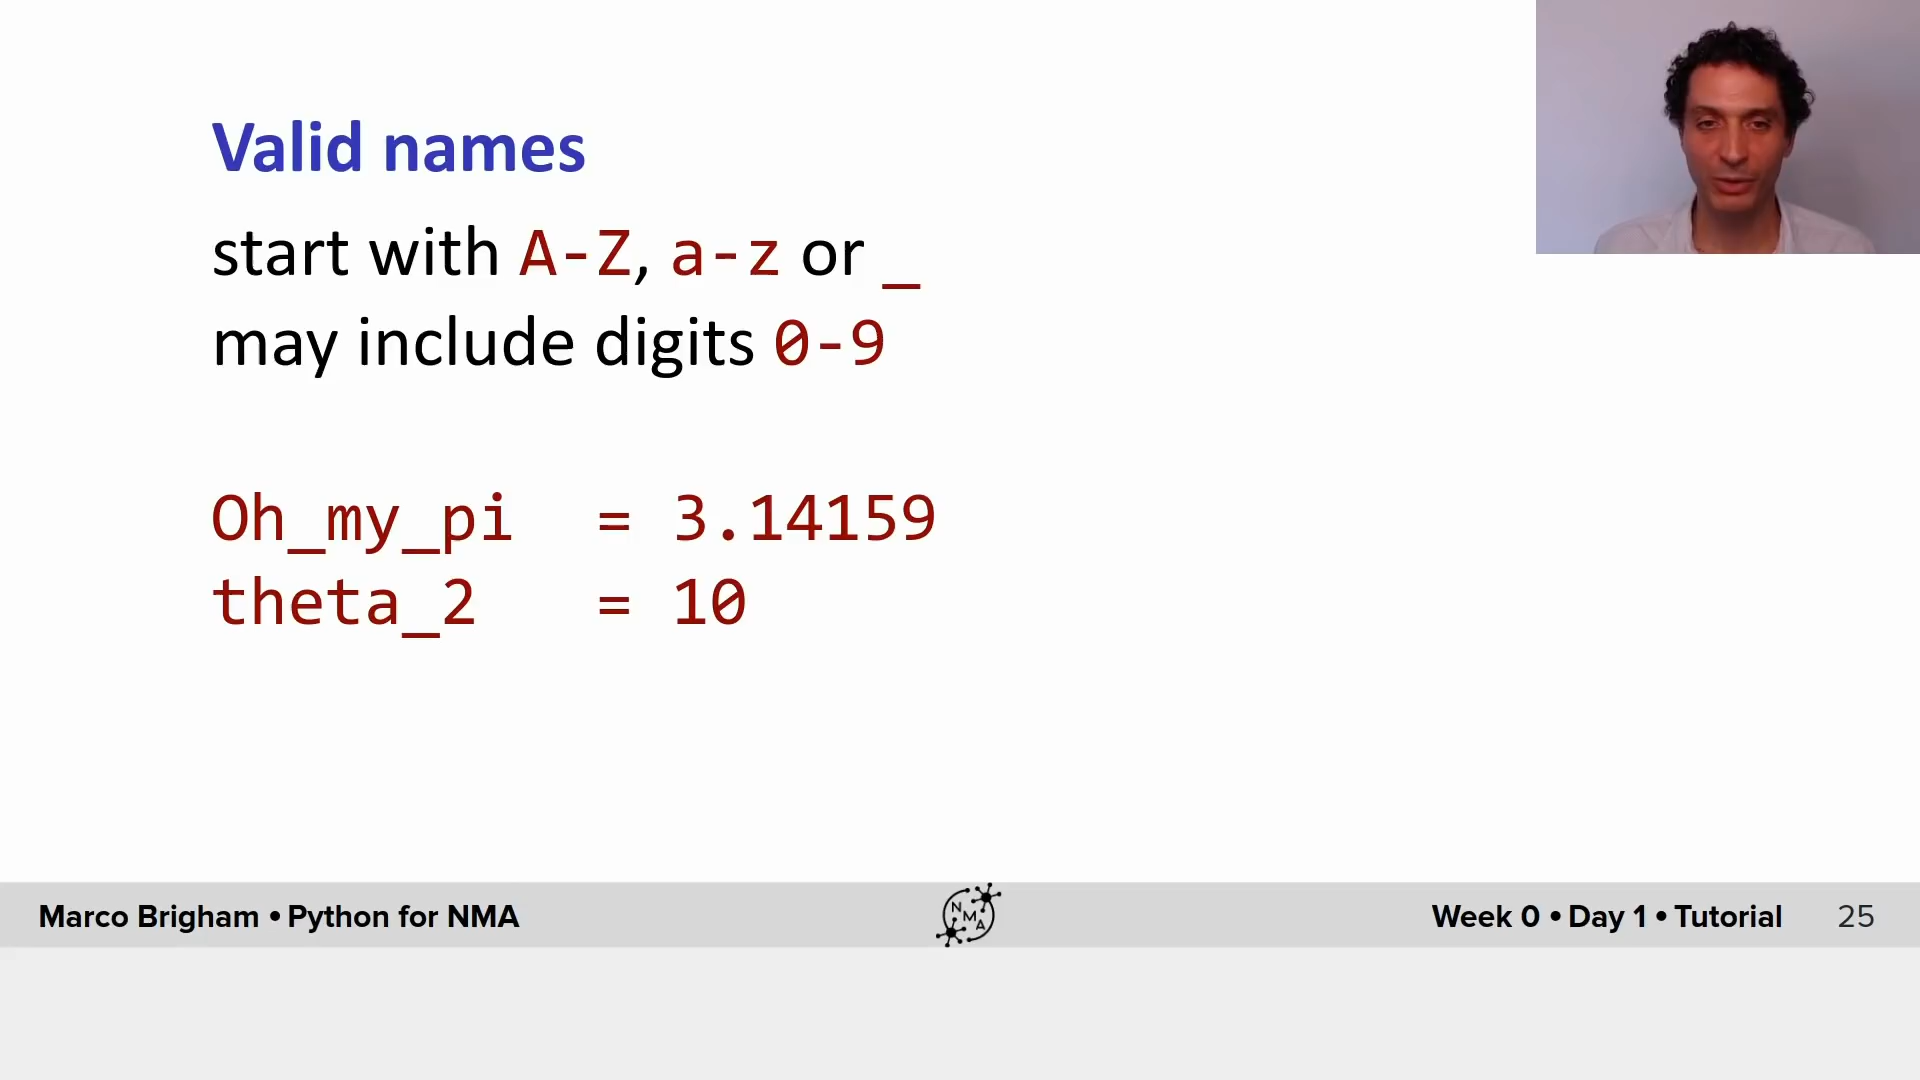 Valid names
start with A-Z, a-z or _
may include digits 0-9
Oh_my_pi = 3.14159
theta_2 = 10
Marco Brigham • Python for NMA
N
M
A
Week 0 • Day 1 • Tutorial 25